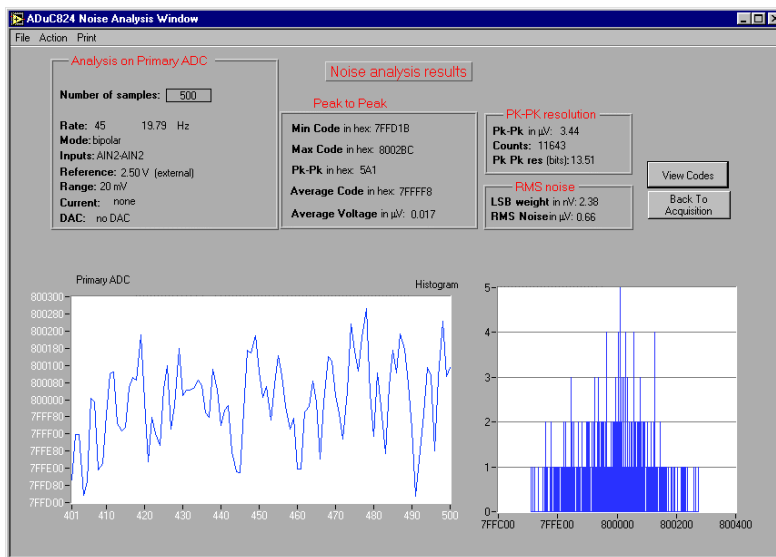 ADuC824 Noise Analysis Window
File Action Print
Analysis on Primary ADC
Number of samples: 500
Rate: 45 19.79 Hz
Mode: bipolar
Inputs: AIN2-AIN2
Reference: 2.50 V (external)
Range: 20 mV
Current: none
DAC: no DAC
Noise analysis results
Peak to Peak
Min Code in hex: 7FFD1B
Max Code in hex: 8002BC
Pk-Pk in hex: 5A1
Average Code in hex: 7FFFF8
Average Voltage in µV: 0.017
PK-PK resolution
Pk-Pk in µV: 3.44
Counts: 11643
Pk Pk res (bits): 13.51
RMS noise
LSB weight in nV: 2.38
RMS Noise in µV: 0.66
View Codes
Back To
Acquisition
Primary ADC
800300
800200
800180
800100
800080
800000
7FFF80
7FFF00
7FFE80
7FFE00
7FFD80
7FFD00
401 410 420 430 440 450 460 470 480 490 500
Histogram
5
4
3
2
1
0
7FFC00 7FFE00 800000 800200 800400